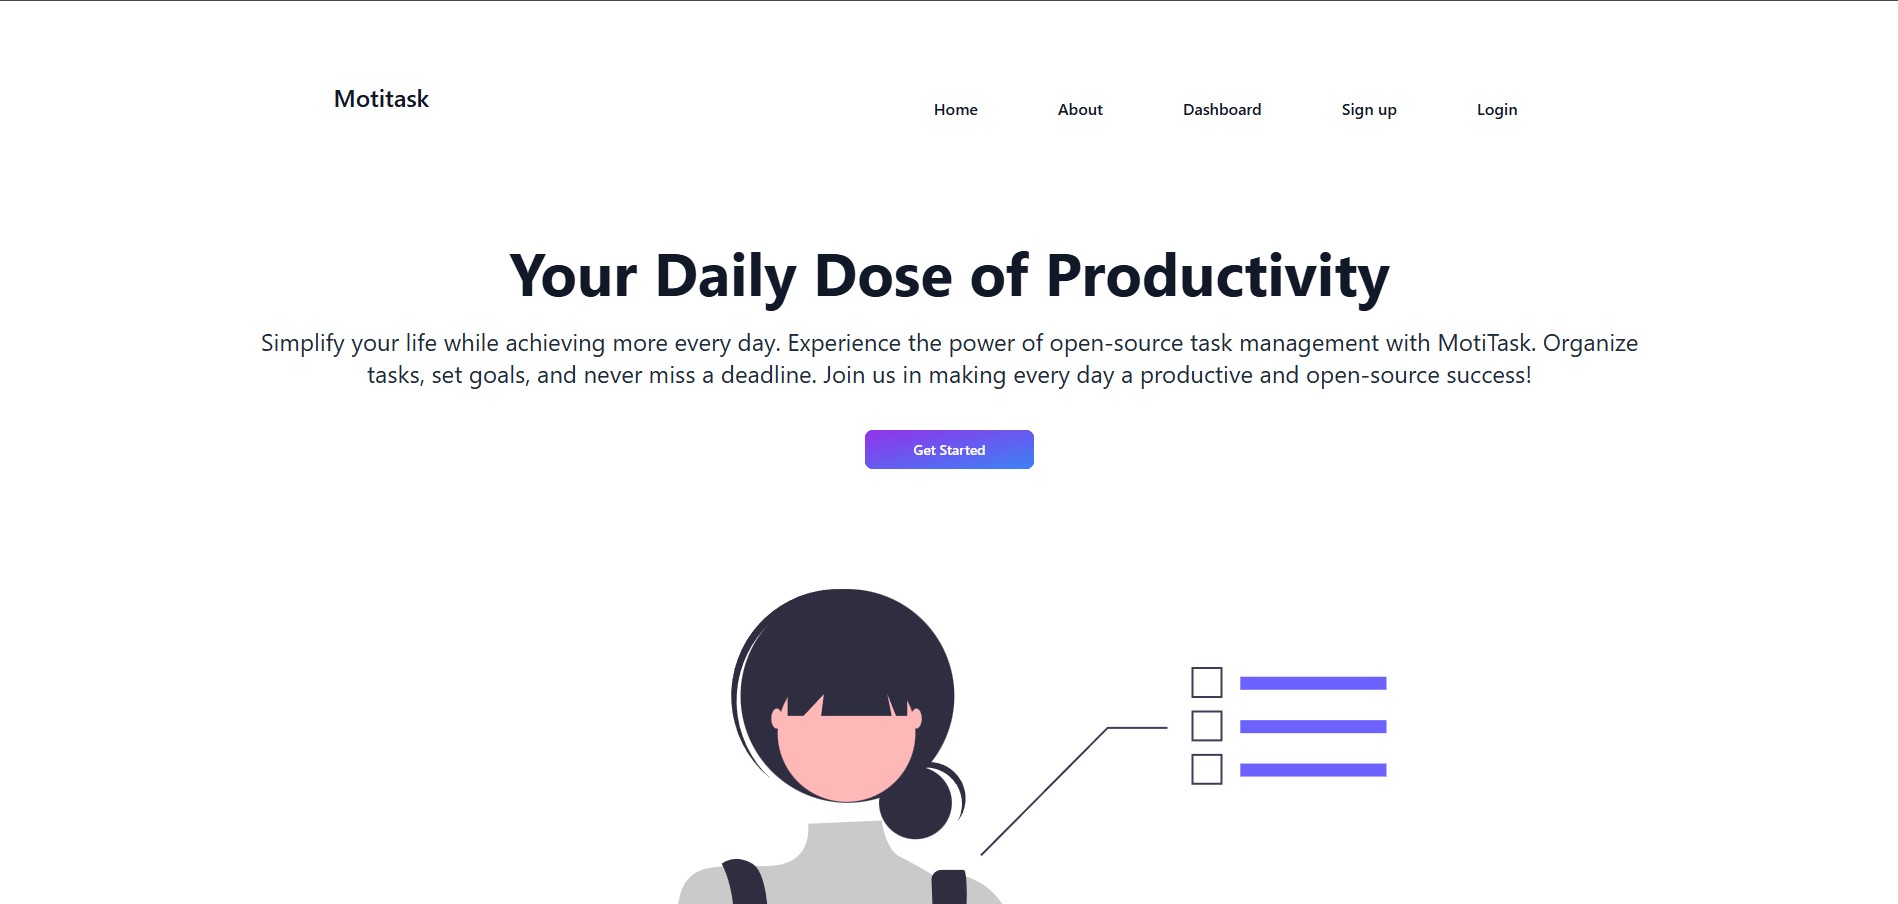 Motitask
Home About Dashboard Sign up Login
Your Daily Dose of Productivity
Simplify your life while achieving more every day. Experience the power of open-source task management with MotiTask. Organize
tasks, set goals, and never miss a deadline. Join us in making every day a productive and open-source success!
Get Started